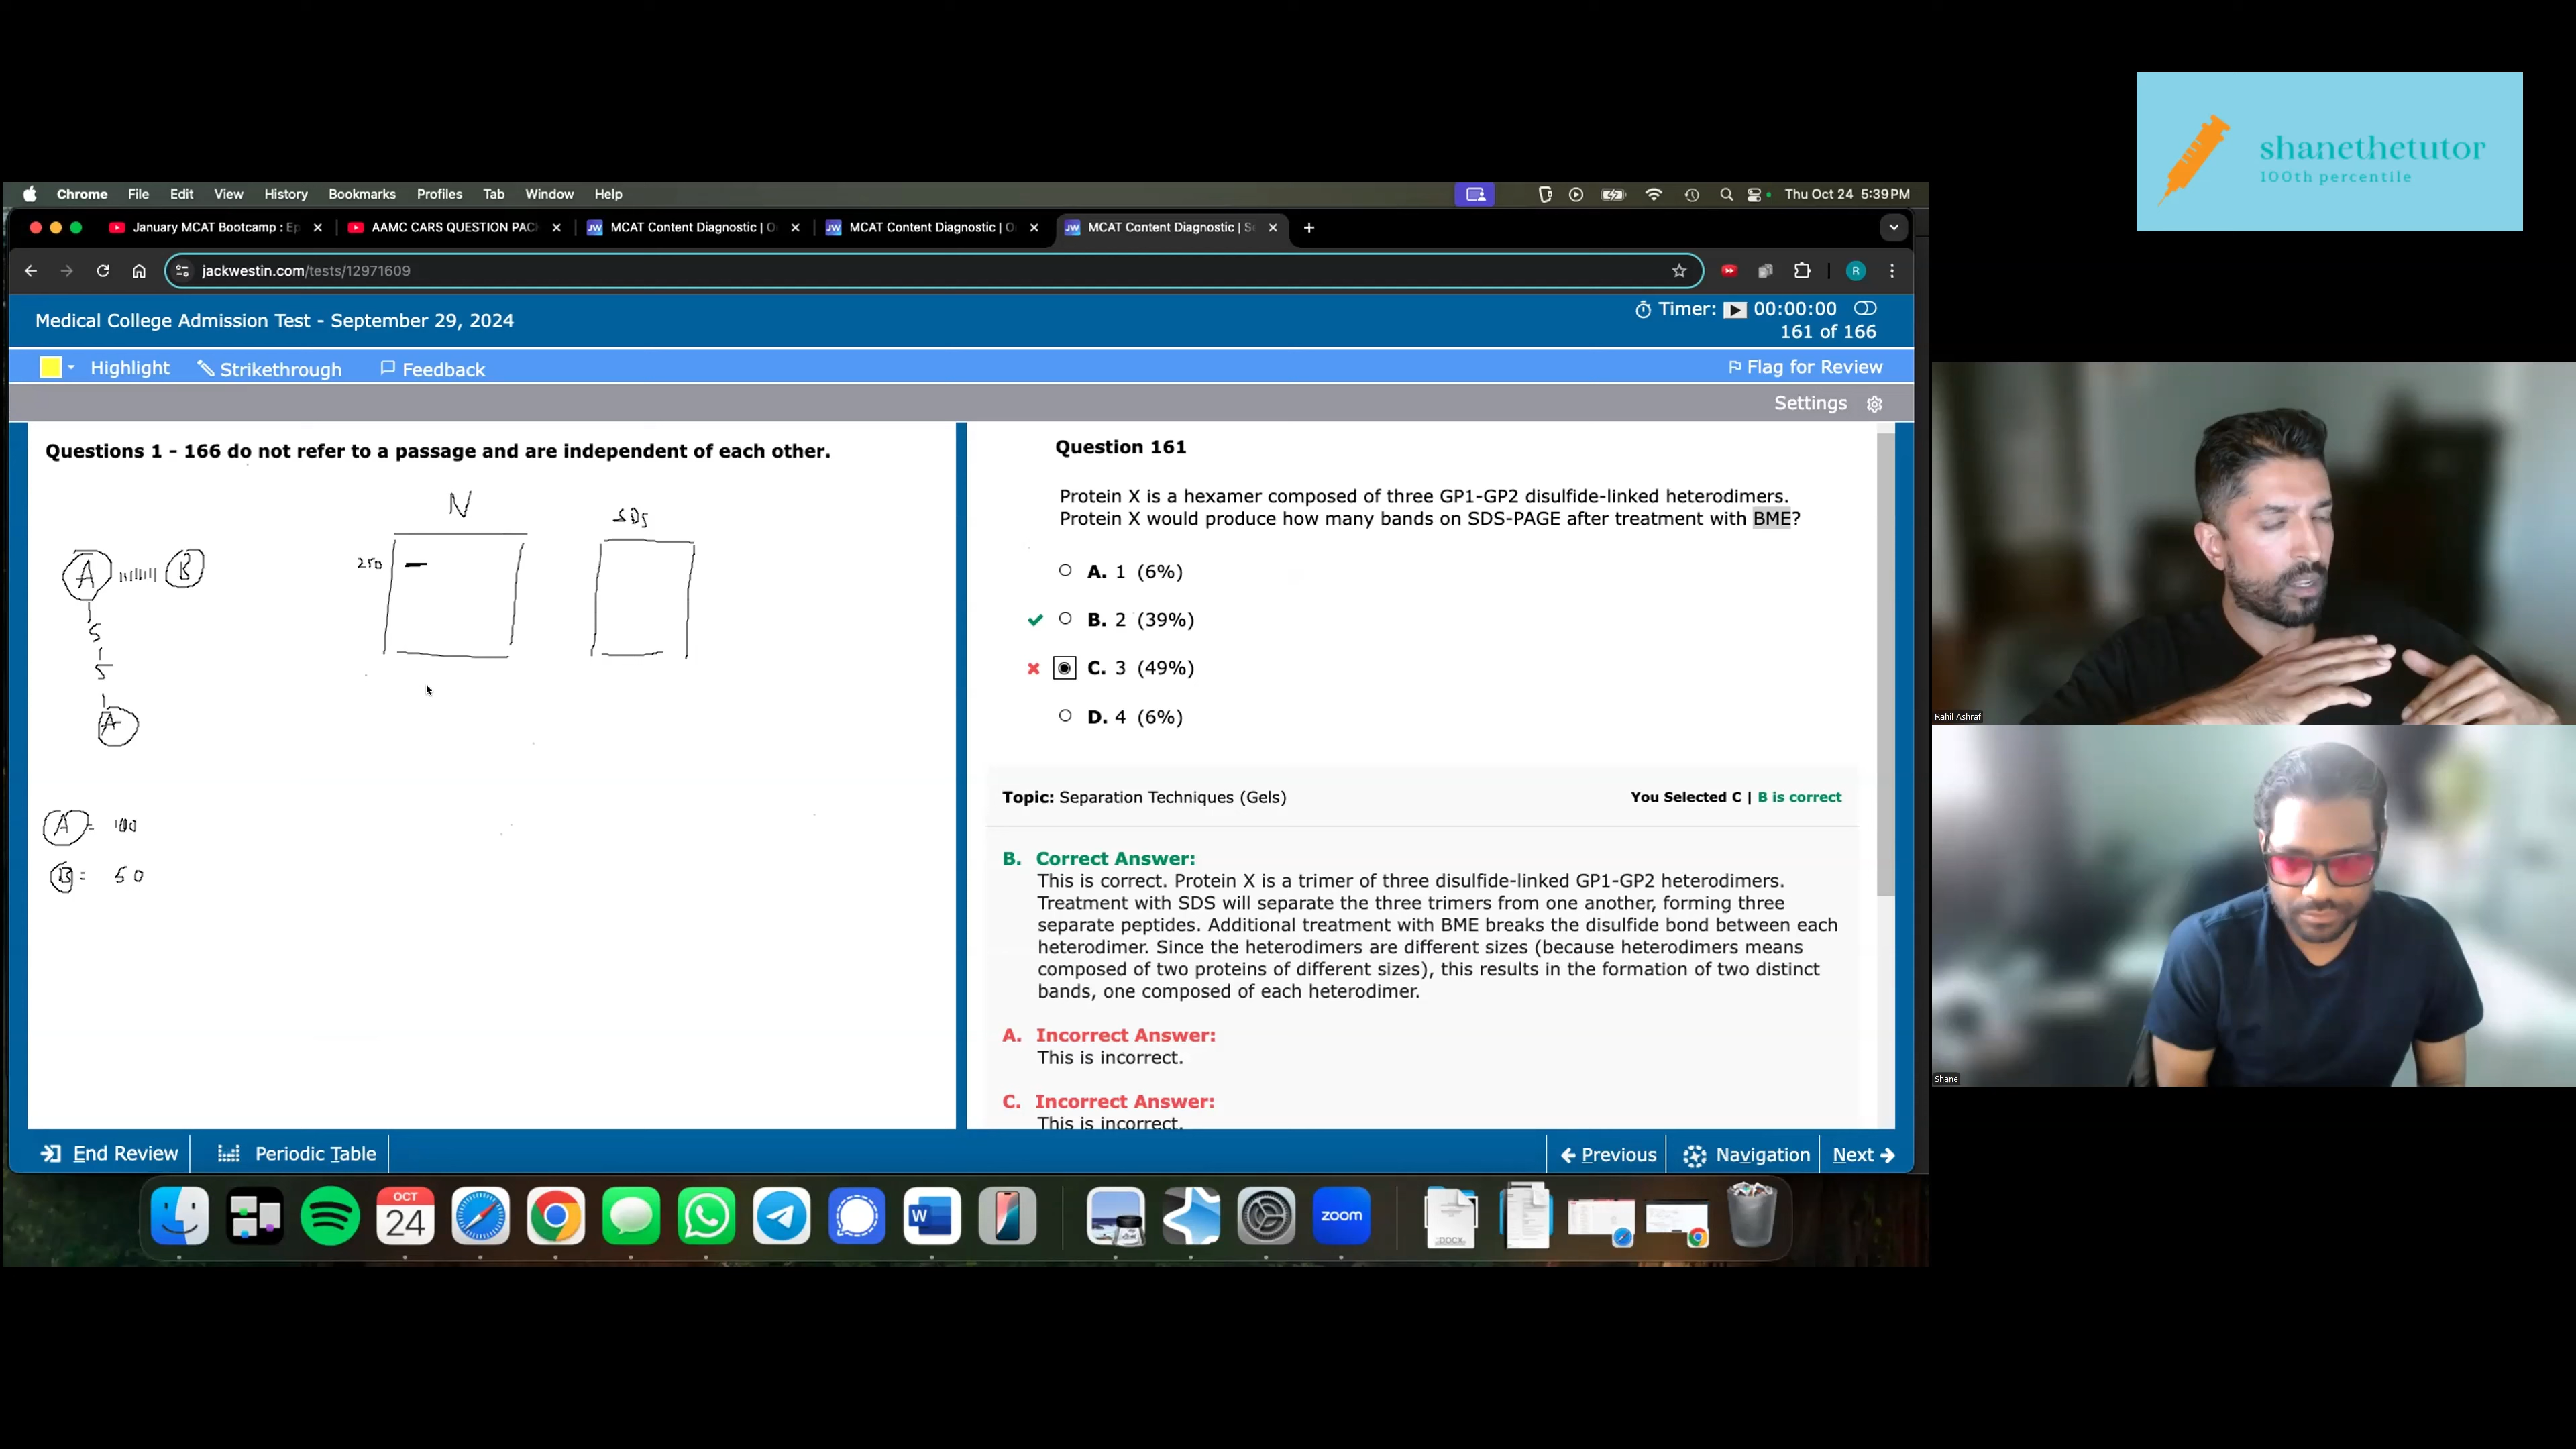 shanethetutor
100th percentile
Chrome File Edit View History Bookmarks Profiles Tab Window Help
Thu Oct 24 5:39 PM
January MCAT Bootcamp : Ep
AAMC CARS QUESTION PAC
MCAT Content Diagnostic | O
MCAT Content Diagnostic | O
MCAT Content Diagnostic | Se
jackwestin.com/tests/12971609
R
Medical College Admission Test - September 29, 2024
Timer: 00:00:00
161 of 166
Highlight Strikethrough Feedback
Flag for Review
Settings
Questions 1 - 166 do not refer to a passage and are independent of each other.
N
SDS
250
A B
S
S
A
A = 100
B = 50
Question 161
Protein X is a hexamer composed of three GP1-GP2 disulfide-linked heterodimers.
Protein X would produce how many bands on SDS-PAGE after treatment with BME?
A. 1 (6%)
B. 2 (39%)
C. 3 (49%)
D. 4 (6%)
Topic: Separation Techniques (Gels)
You Selected C | B is correct
B. Correct Answer:
This is correct. Protein X is a trimer of three disulfide-linked GP1-GP2 heterodimers.
Treatment with SDS will separate the three trimers from one another, forming three
separate peptides. Additional treatment with BME breaks the disulfide bond between each
heterodimer. Since the heterodimers are different sizes (because heterodimers means
composed of two proteins of different sizes), this results in the formation of two distinct
bands, one composed of each heterodimer.
A. Incorrect Answer:
This is incorrect.
C. Incorrect Answer:
This is incorrect.
End Review
Periodic Table
Previous
Navigation
Next
Rahil Ashraf
Shane
OCT
24
W
zoom
DOCX